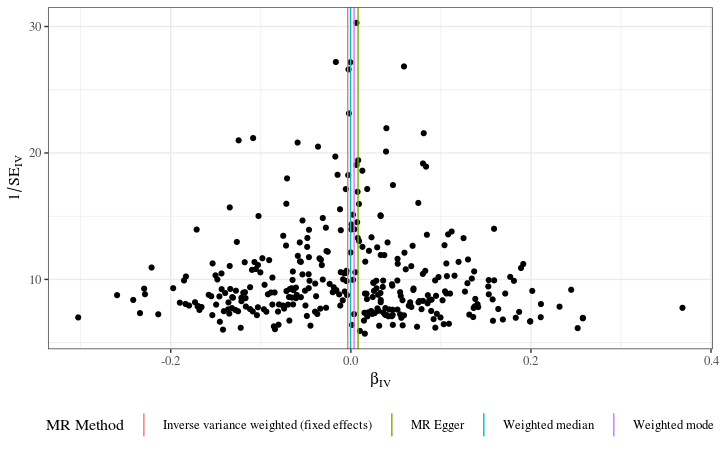 30
20
10
1/SE_IV
-0.2
0.0
0.2
0.4
β_IV
MR Method
Inverse variance weighted (fixed effects)
MR Egger
Weighted median
Weighted mode